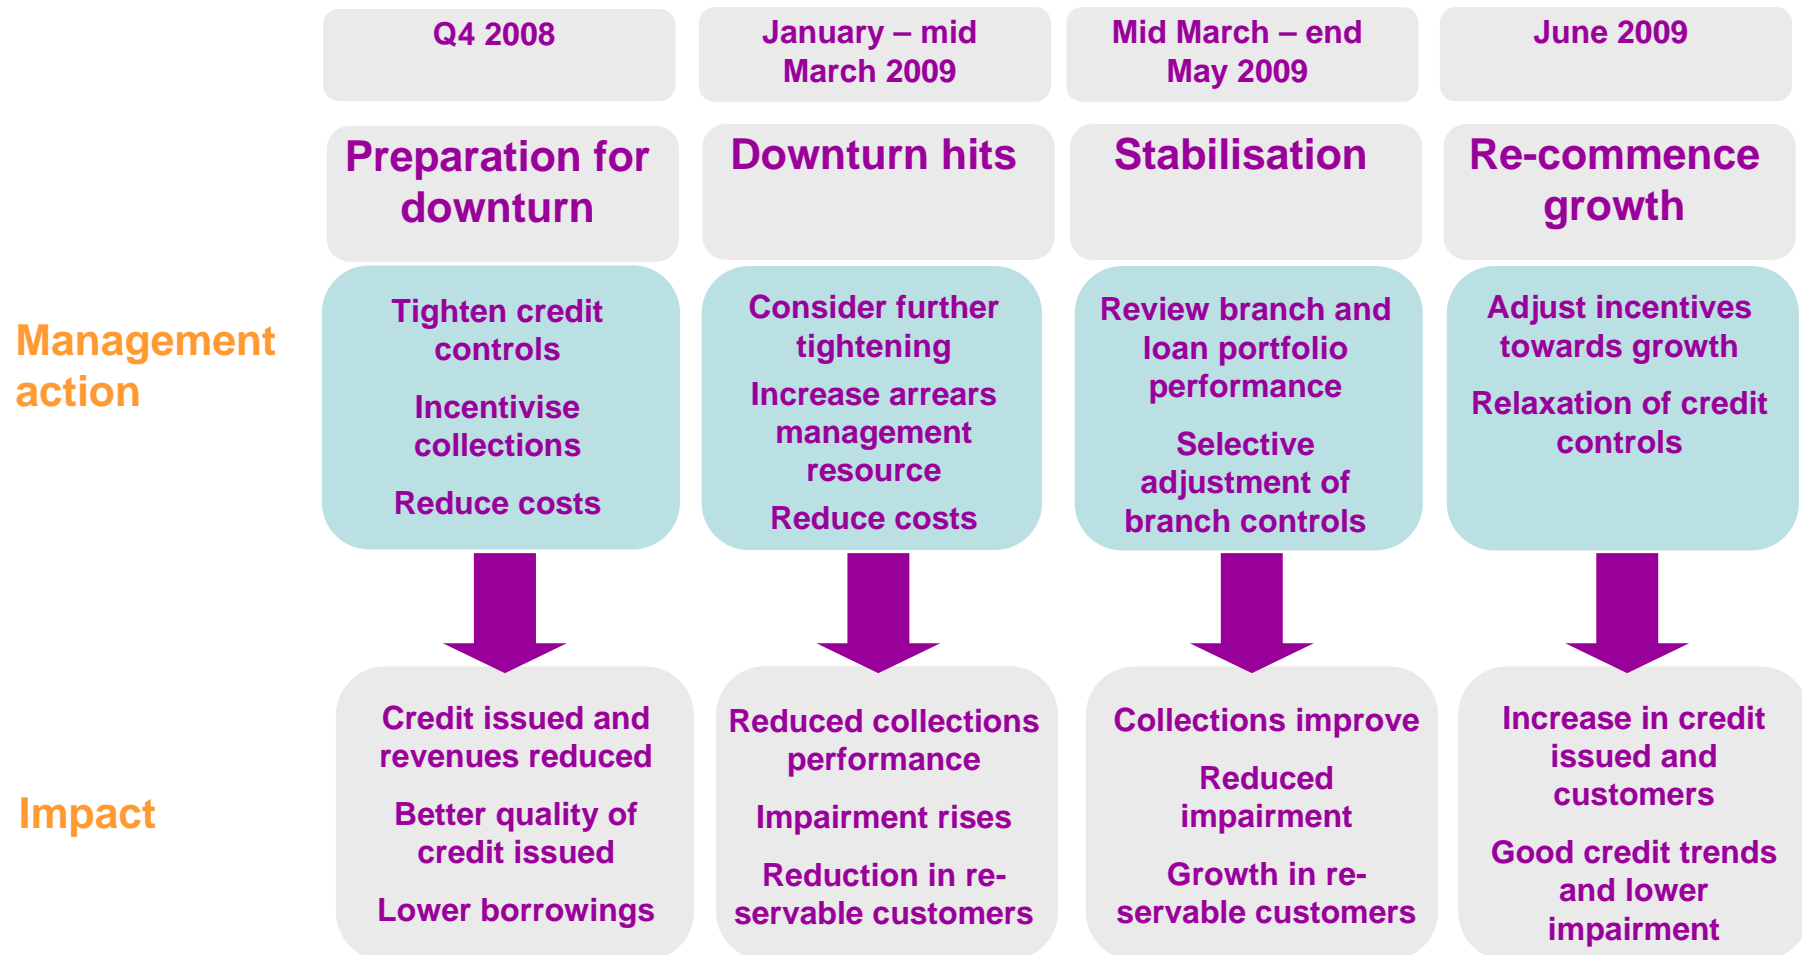 Q4 2008
January – mid
March 2009
Mid March – end
May 2009
June 2009
Preparation for
downturn
Downturn hits
Stabilisation
Re-commence
growth
Management
action
Tighten credit
controls
Incentivise
collections
Reduce costs
Consider further
tightening
Increase arrears
management
resource
Reduce costs
Review branch and
loan portfolio
performance
Selective
adjustment of
branch controls
Adjust incentives
towards growth
Relaxation of credit
controls
Impact
Credit issued and
revenues reduced
Better quality of
credit issued
Lower borrowings
Reduced collections
performance
Impairment rises
Reduction in re-
servable customers
Collections improve
Reduced
impairment
Growth in re-
servable customers
Increase in credit
issued and
customers
Good credit trends
and lower
impairment